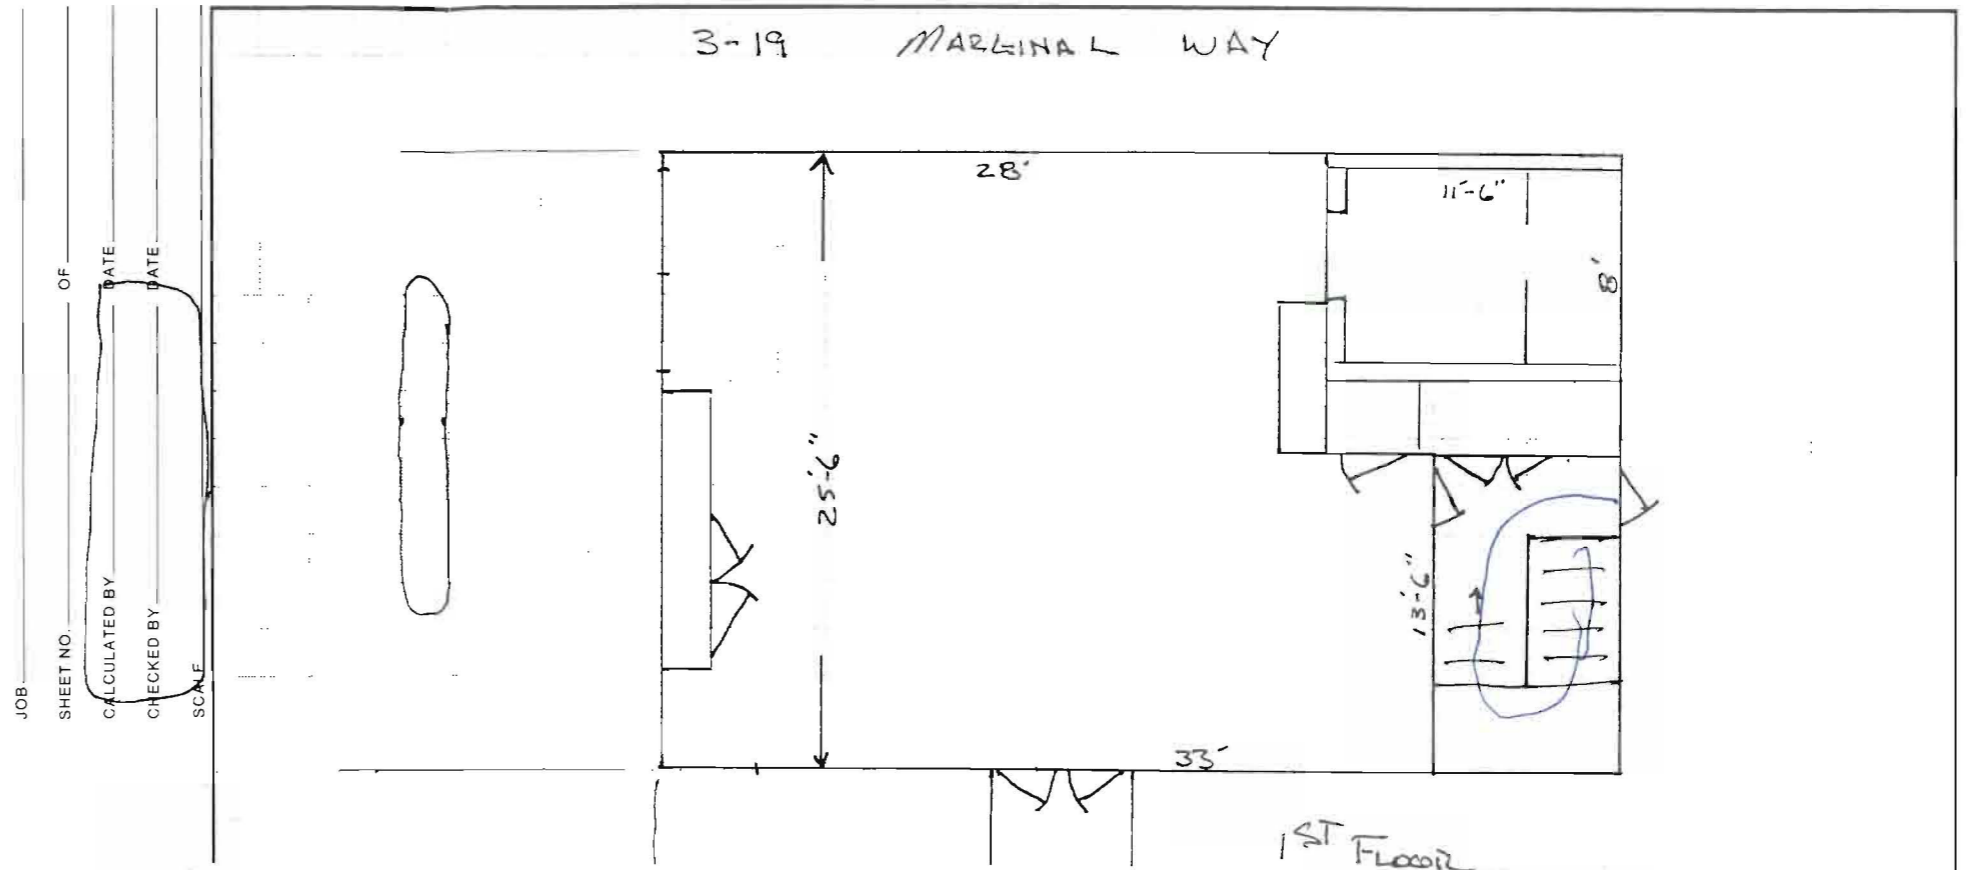 3-19 MARGINAL WAY
28'
11'-6"
8'
25'-6"
13'-6"
33'
1ST FLOOR
JOB
SHEET NO. OF
CALCULATED BY DATE
CHECKED BY DATE
SCALE